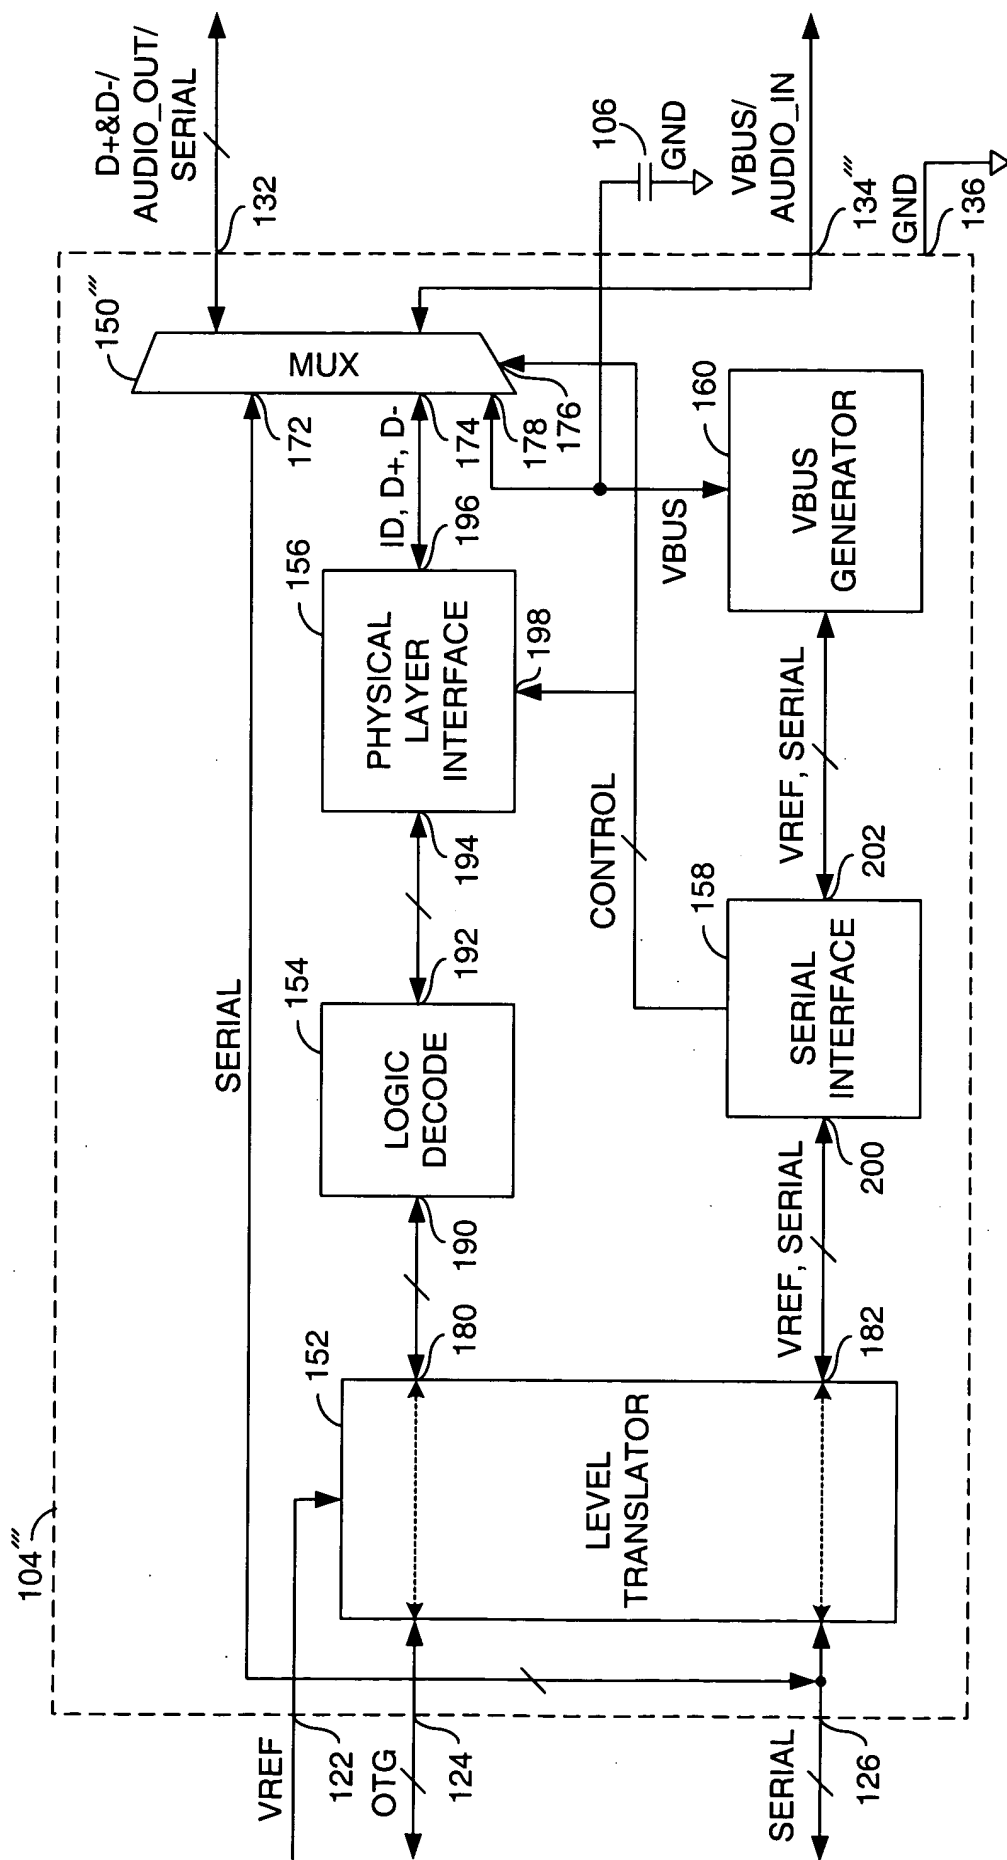 104‴
VREF
122
OTG
124
SERIAL
126
152
LEVEL
TRANSLATOR
180
182
SERIAL
190
154
LOGIC
DECODE
192
194
156
PHYSICAL
LAYER
INTERFACE
196
198
ID, D+, D-
VREF, SERIAL
200
158
SERIAL
INTERFACE
202
CONTROL
VREF, SERIAL
160
VBUS
GENERATOR
VBUS
150‴
MUX
172
174
178
176
D+&D-/
AUDIO_OUT/
SERIAL
132
106
GND
VBUS/
AUDIO_IN
134‴
GND
136